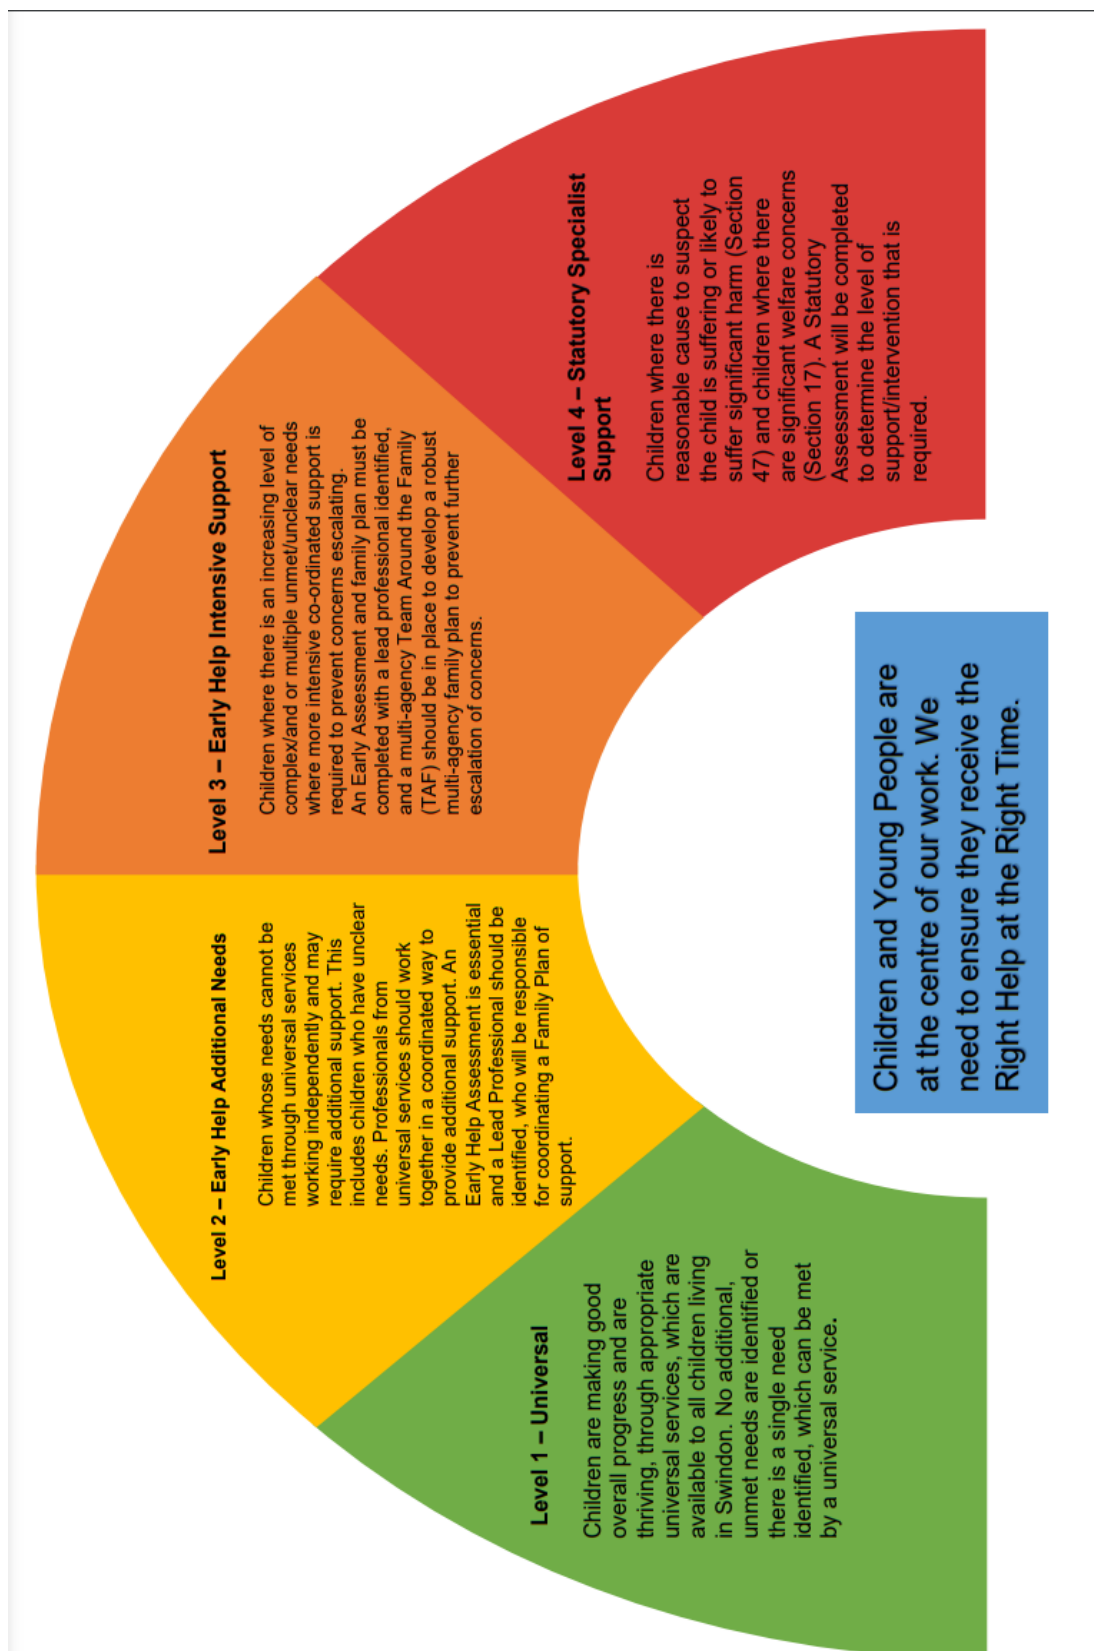 Level 1 – Universal
Children are making good
overall progress and are
thriving, through appropriate
universal services, which are
available to all children living
in Swindon. No additional,
unmet needs are identified or
there is a single need
identified, which can be met
by a universal service.
Level 2 – Early Help Additional Needs
Children whose needs cannot be
met through universal services
working independently and may
require additional support. This
includes children who have unclear
needs. Professionals from
universal services should work
together in a coordinated way to
provide additional support. An
Early Help Assessment is essential
and a Lead Professional should be
identified, who will be responsible
for coordinating a Family Plan of
support.
Level 3 – Early Help Intensive Support
Children where there is an increasing level of
complex/and or multiple unmet/unclear needs
where more intensive co-ordinated support is
required to prevent concerns escalating.
An Early Assessment and family plan must be
completed with a lead professional identified,
and a multi-agency Team Around the Family
(TAF) should be in place to develop a robust
multi-agency family plan to prevent further
escalation of concerns.
Level 4 – Statutory Specialist
Support
Children where there is
reasonable cause to suspect
the child is suffering or likely to
suffer significant harm (Section
47) and children where there
are significant welfare concerns
(Section 17). A Statutory
Assessment will be completed
to determine the level of
support/intervention that is
required.
Children and Young People are
at the centre of our work. We
need to ensure they receive the
Right Help at the Right Time.